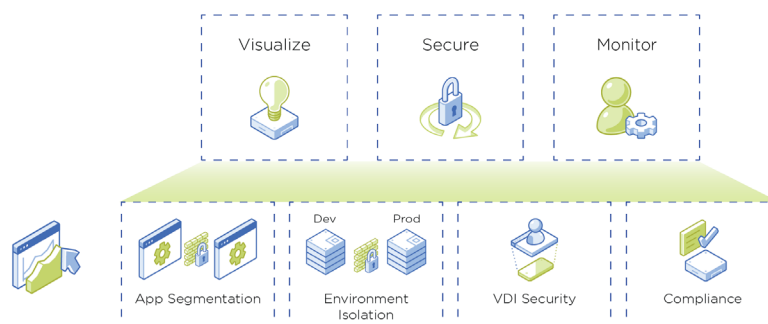 Visualize
Secure
Monitor
Dev
Prod
App Segmentation
Environment
Isolation
VDI Security
Compliance